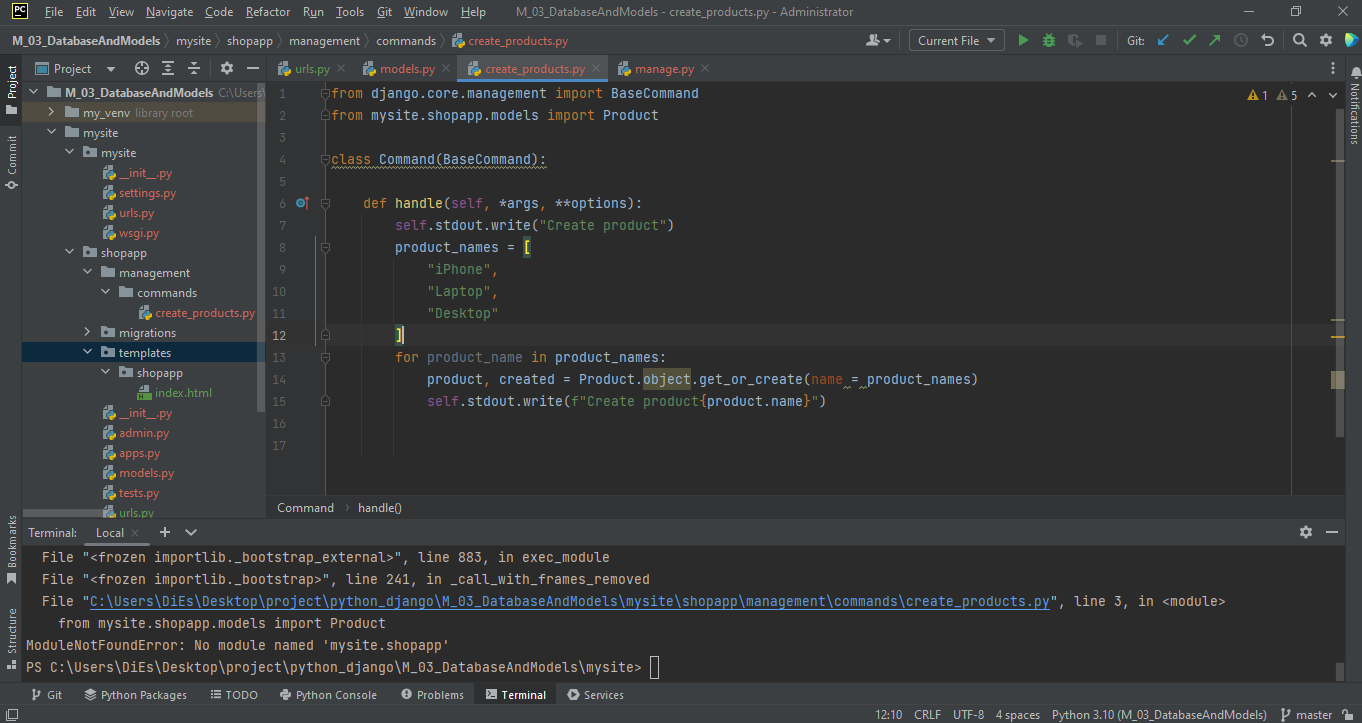 PC File Edit View Navigate Code Refactor Run Tools Git Window Help M_03_DatabaseAndModels - create_products.py - Administrator
M_03_DatabaseAndModels mysite shopapp management commands create_products.py Current File Git:
Project urls.py models.py create_products.py manage.py
Project
Commit
Bookmarks
Structure
Notifications
M_03_DatabaseAndModels C:\Users\
my_venv library root
mysite
mysite
__init__.py
settings.py
urls.py
wsgi.py
shopapp
management
commands
create_products.py
migrations
templates
shopapp
index.html
__init__.py
admin.py
apps.py
models.py
tests.py
urls.py
1 from django.core.management import BaseCommand
2 from mysite.shopapp.models import Product
3
4 class Command(BaseCommand):
5
6 def handle(self, *args, **options):
7 self.stdout.write("Create product")
8 product_names = [
9 "iPhone",
10 "Laptop",
11 "Desktop"
12 ]
13 for product_name in product_names:
14 product, created = Product.object.get_or_create(name = product_names)
15 self.stdout.write(f"Create product{product.name}")
16
17
1 5
Command handle()
Terminal: Local
File "<frozen importlib._bootstrap_external>", line 883, in exec_module
File "<frozen importlib._bootstrap>", line 241, in _call_with_frames_removed
File "C:\Users\DiEs\Desktop\project\python_django\M_03_DatabaseAndModels\mysite\shopapp\management\commands\create_products.py", line 3, in <module>
from mysite.shopapp.models import Product
ModuleNotFoundError: No module named 'mysite.shopapp'
PS C:\Users\DiEs\Desktop\project\python_django\M_03_DatabaseAndModels\mysite>
Git Python Packages TODO Python Console Problems Terminal Services
12:10 CRLF UTF-8 4 spaces Python 3.10 (M_03_DatabaseAndModels) master